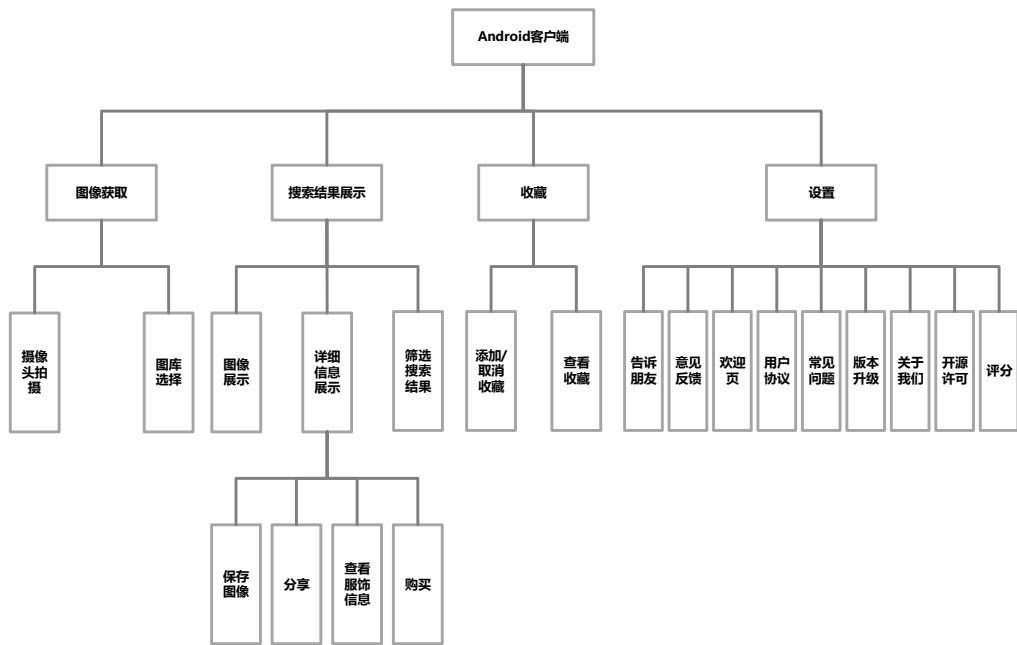 Android客户端
图像获取
搜索结果展示
收藏
设置
摄像
头拍
摄
图库
选择
图像
展示
详细
信息
展示
筛选
搜索
结果
添加/
取消
收藏
查看
收藏
告诉
朋友
意见
反馈
欢迎
页
用户
协议
常见
问题
版本
升级
关于
我们
开源
许可
评分
保存
图像
分享
查看
服饰
信息
购买